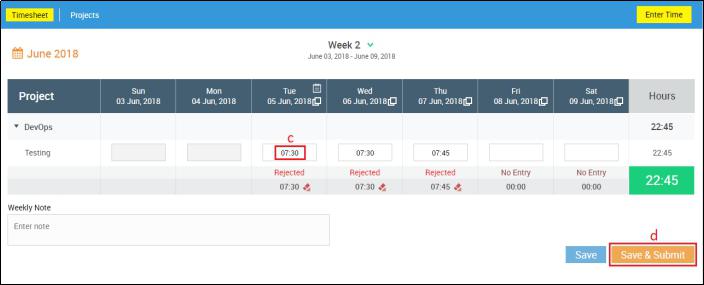 Timesheet Projects Enter Time
June 2018
Week 2
June 03, 2018 - June 09, 2018
Project Sun Mon Tue Wed Thu Fri Sat Hours
03 Jun, 2018 04 Jun, 2018 05 Jun, 2018 06 Jun, 2018 07 Jun, 2018 08 Jun, 2018 09 Jun, 2018
DevOps 22:45
c
Testing 07:30 07:30 07:45 22:45
Rejected Rejected Rejected No Entry No Entry 22:45
07:30 07:30 07:45 00:00 00:00
Weekly Note
Enter note
d
Save Save & Submit